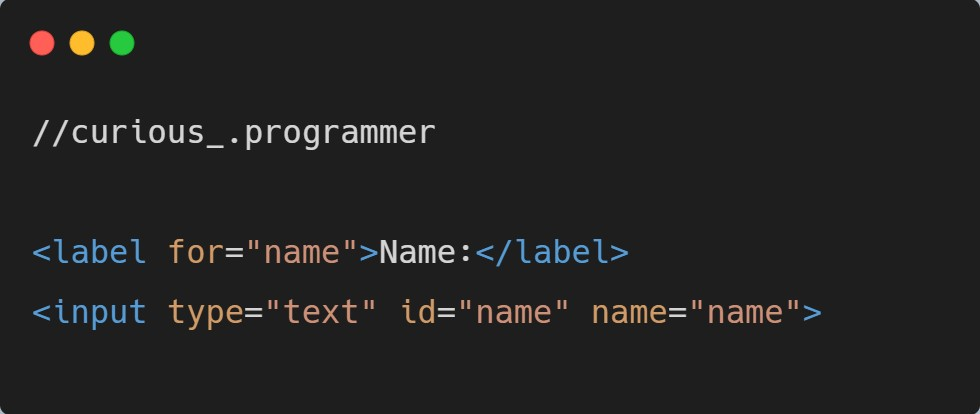 //curious_.programmer
<label for="name">Name:</label>
<input type="text" id="name" name="name">